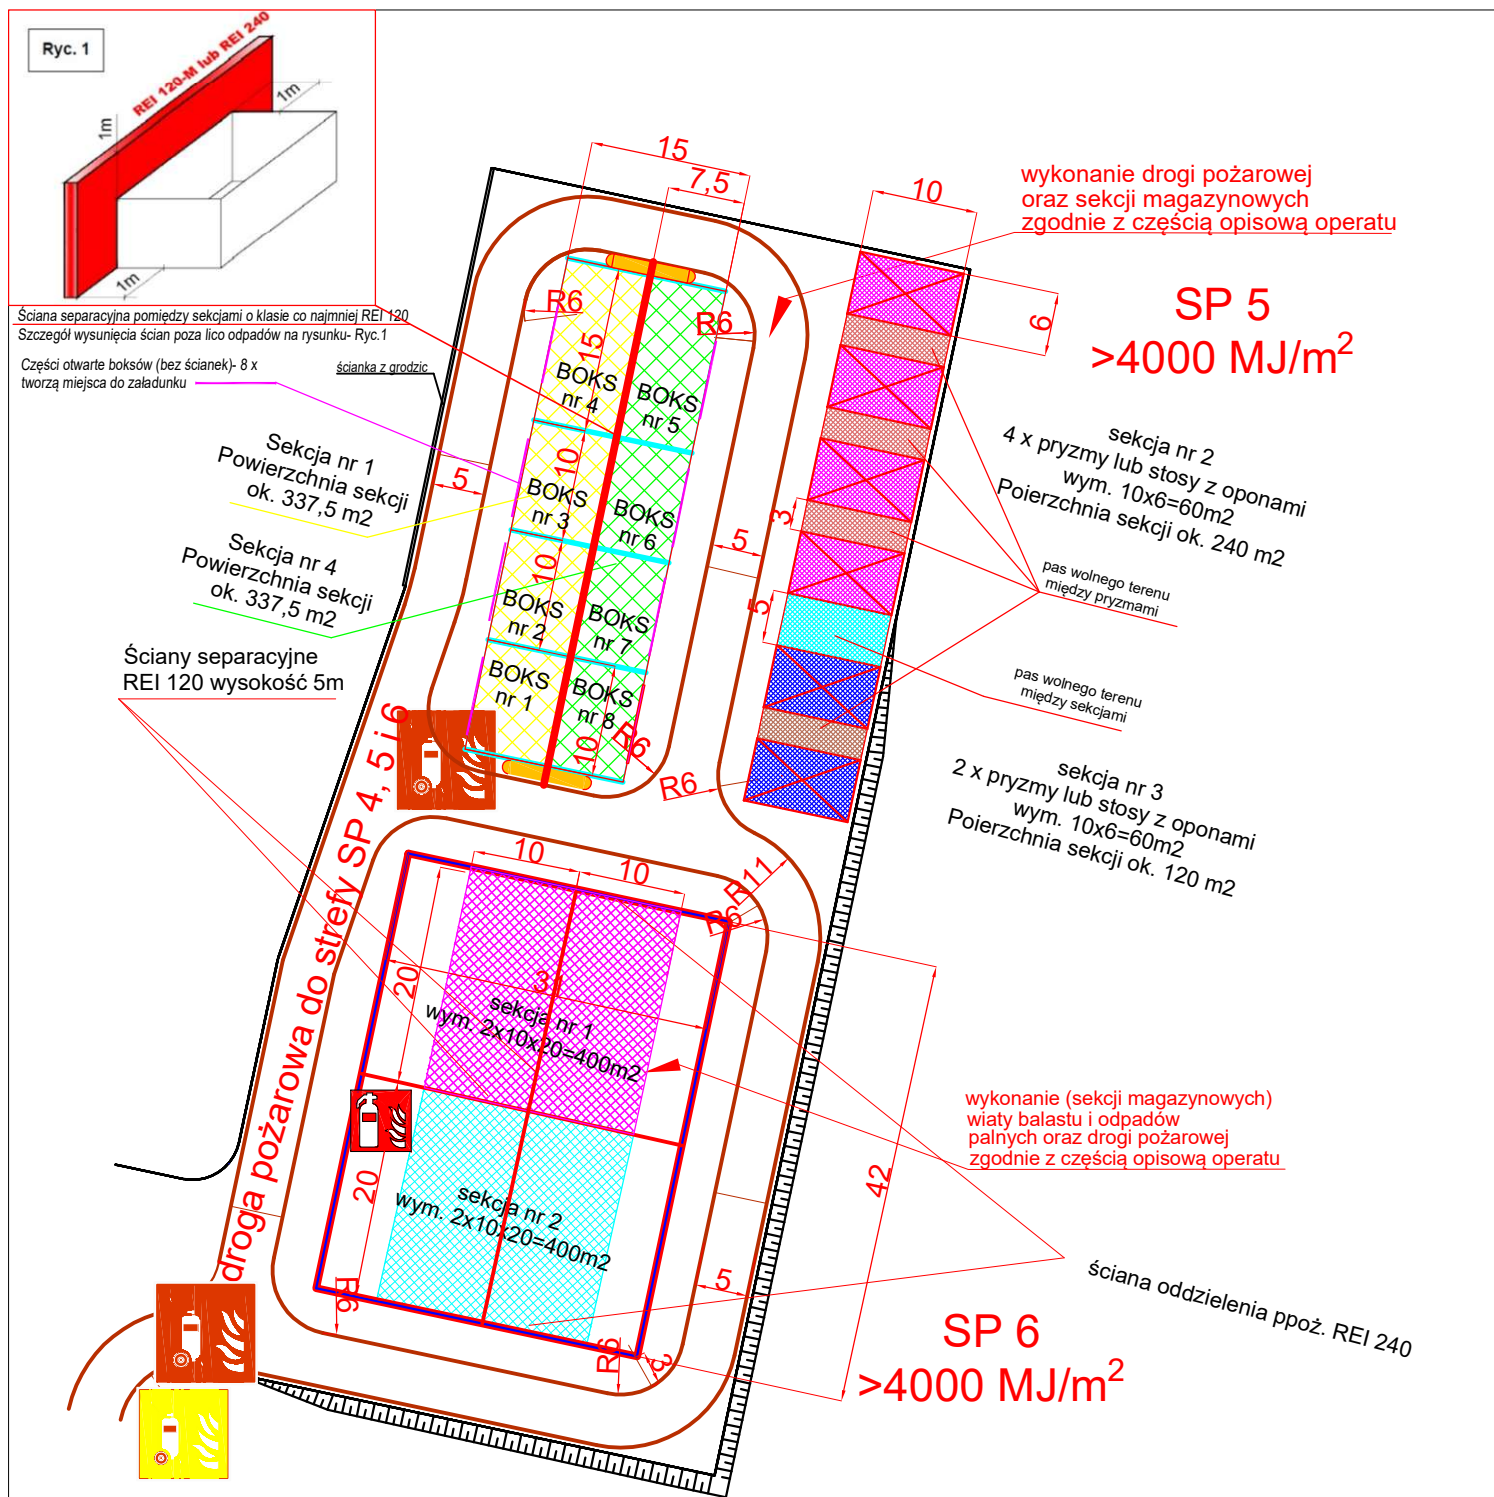 Ryc. 1
REI 120-M lub REI 240
1m
1m
1m
Ściana separacyjna pomiędzy sekcjami o klasie co najmniej REI 120
Szczegół wysunięcia ścian poza lico odpadów na rysunku- Ryc.1
Części otwarte boksów (bez ścianek)- 8 x
tworzą miejsca do załadunku
ścianka z grodzic
Sekcja nr 1
Powierzchnia sekcji
ok. 337,5 m2
Sekcja nr 4
Powierzchnia sekcji
ok. 337,5 m2
Ściany separacyjne
REI 120 wysokość 5m
15
7,5
10
6
wykonanie drogi pożarowej
oraz sekcji magazynowych
zgodnie z częścią opisową operatu
SP 5
>4000 MJ/m2
R6
R6
15
BOKS
nr 4
BOKS
nr 5
10
BOKS
nr 3
BOKS
nr 6
10
BOKS
nr 2
BOKS
nr 7
BOKS
nr 1
BOKS
nr 8
10
R6
R6
5
5
3
5
sekcja nr 2
4 x pryzmy lub stosy z oponami
wym. 10x6=60m2
Poierzchnia sekcji ok. 240 m2
pas wolnego terenu
między pryzmami
pas wolnego terenu
między sekcjami
sekcja nr 3
2 x pryzmy lub stosy z oponami
wym. 10x6=60m2
Poierzchnia sekcji ok. 120 m2
droga pożarowa do strefy SP 4, 5 i 6
10
10
R11
R6
20
sekcja nr 1
wym. 2x10x20=400m2
20
sekcja nr 2
wym. 2x10x20=400m2
R6
R6
3
5
42
wykonanie (sekcji magazynowych)
wiaty balastu i odpadów
palnych oraz drogi pożarowej
zgodnie z częścią opisową operatu
ściana oddzielenia ppoż. REI 240
SP 6
>4000 MJ/m2